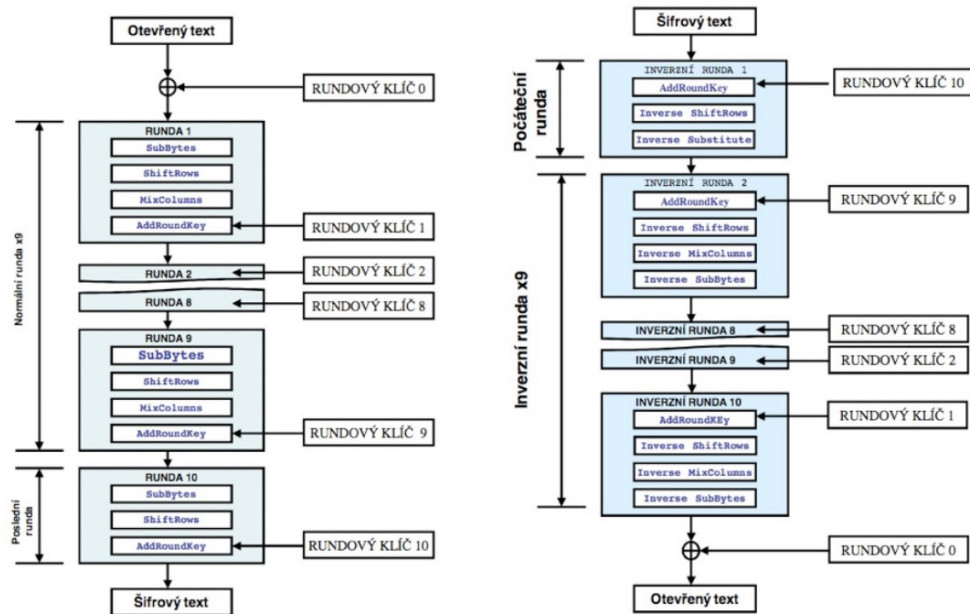 Otevřený text
RUNDOVÝ KLÍČ 0
Normální runda x9
RUNDA 1
SubBytes
ShiftRows
MixColumns
AddRoundKey
RUNDOVÝ KLÍČ 1
RUNDA 2
RUNDOVÝ KLÍČ 2
RUNDA 8
RUNDOVÝ KLÍČ 8
RUNDA 9
SubBytes
ShiftRows
MixColumns
AddRoundKey
RUNDOVÝ KLÍČ 9
Poslední
runda
RUNDA 10
SubBytes
ShiftRows
AddRoundKey
RUNDOVÝ KLÍČ 10
Šifrový text
Šifrový text
Počáteční
runda
INVERZNÍ RUNDA 1
AddRoundKey
RUNDOVÝ KLÍČ 10
Inverse ShiftRows
Inverse Substitute
Inverzní runda x9
INVERZNÍ RUNDA 2
AddRoundKey
RUNDOVÝ KLÍČ 9
Inverse ShiftRows
Inverse MixColumns
Inverse SubBytes
INVERZNÍ RUNDA 8
RUNDOVÝ KLÍČ 8
INVERZNÍ RUNDA 9
RUNDOVÝ KLÍČ 2
INVERZNÍ RUNDA 10
AddRoundKEy
RUNDOVÝ KLÍČ 1
Inverse ShiftRows
Inverse MixColumns
Inverse SubBytes
RUNDOVÝ KLÍČ 0
Otevřený text